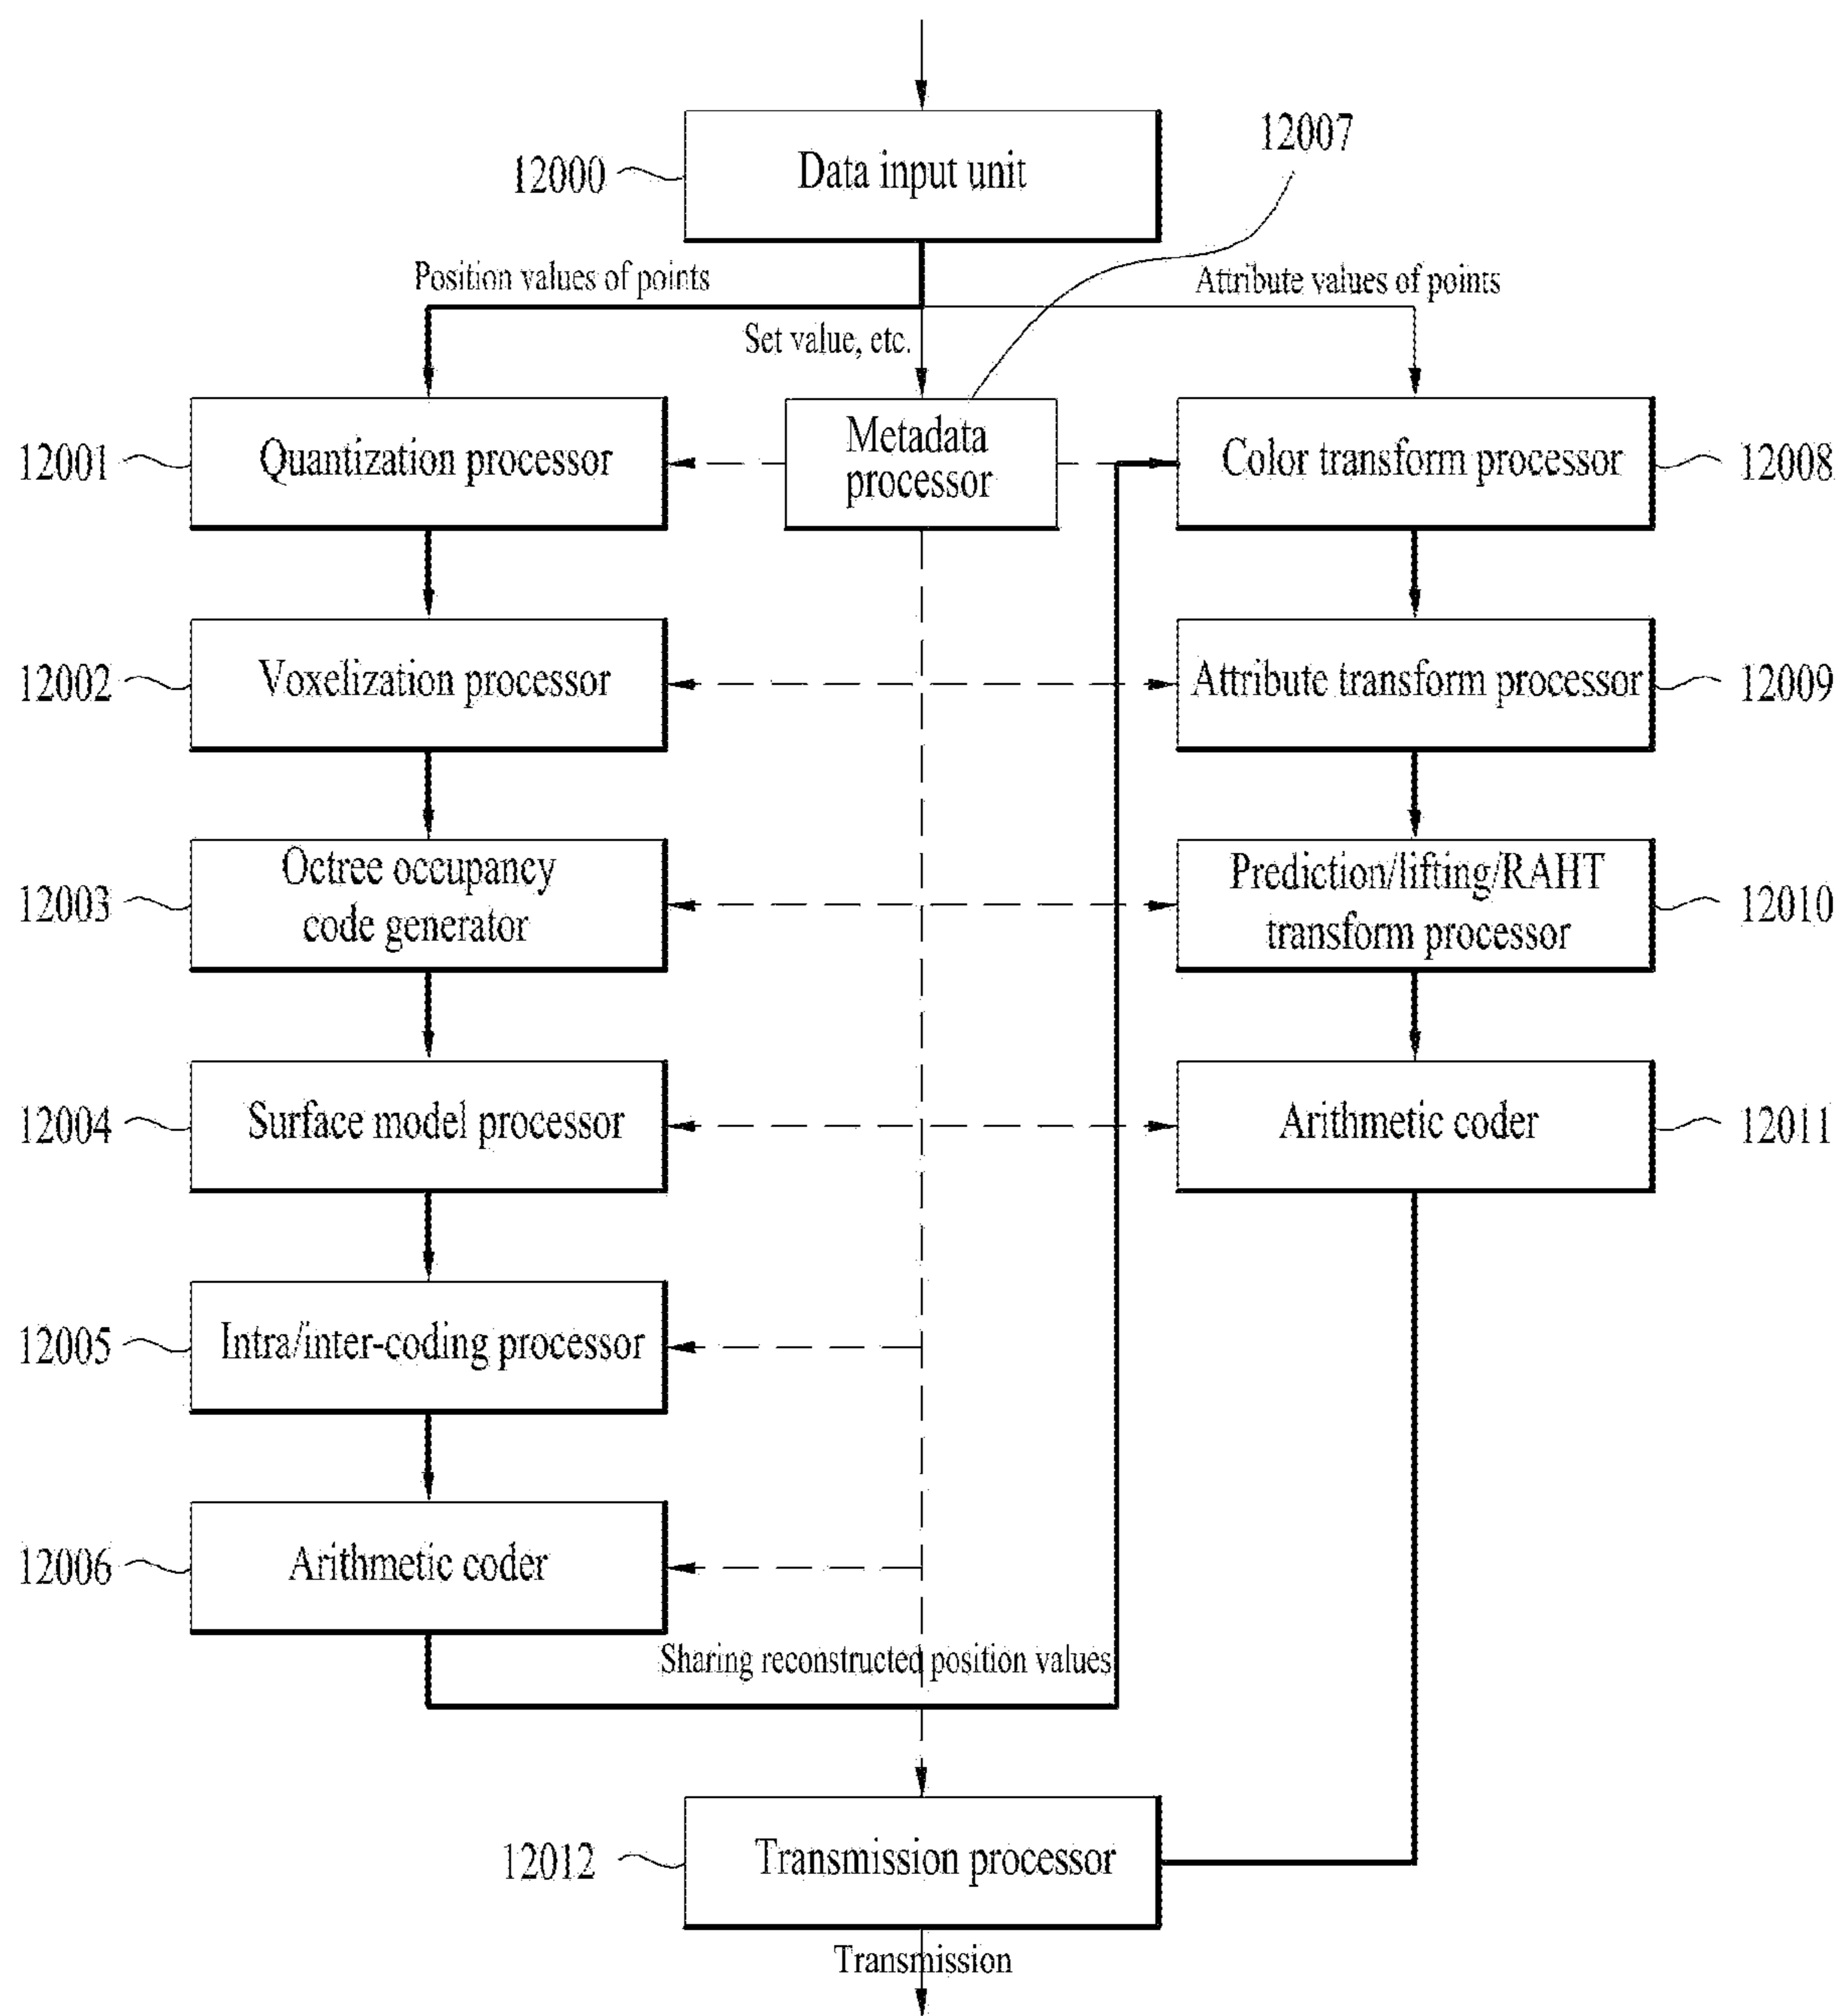 12007
12000
Data input unit
Position values of points
Attribute values of points
Set value, etc.
12001
Quantization processor
Metadata
processor
Color transform processor
12008
12002
Voxelization processor
Attribute transform processor
12009
12003
Octree occupancy
code generator
Prediction/lifting/RAHT
transform processor
12010
12004
Surface model processor
Arithmetic coder
12011
12005
Intra/inter-coding processor
12006
Arithmetic coder
Sharing reconstructed position values
12012
Transmission processor
Transmission